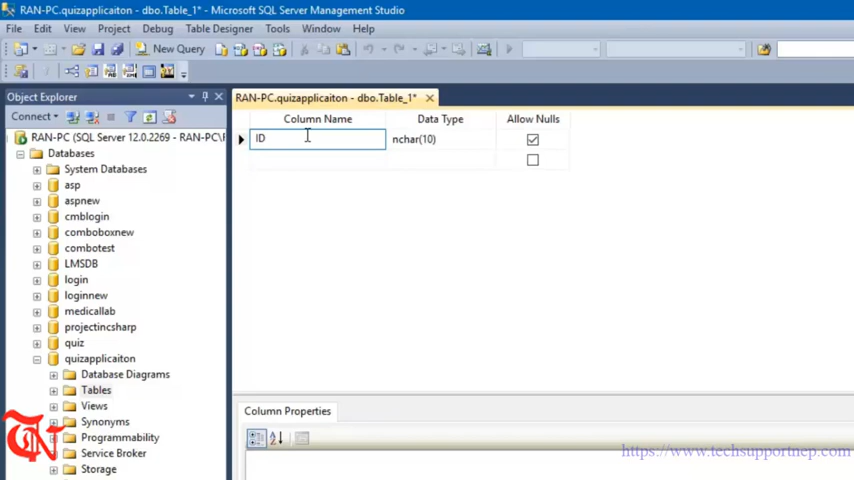 RAN-PC.quizapplicaiton - dbo.Table_1* - Microsoft SQL Server Management Studio
File Edit View Project Debug Table Designer Tools Window Help
New Query
Object Explorer
RAN-PC.quizapplicaiton - dbo.Table_1*
Connect
Column Name Data Type Allow Nulls
RAN-PC (SQL Server 12.0.2269 - RAN-PC\
ID nchar(10)
Databases
System Databases
asp
aspnew
cmblogin
comboboxnew
combotest
LMSDB
login
loginnew
medicallab
projectincsharp
quiz
quizapplicaiton
Database Diagrams
Tables
Views
Synonyms
Programmability
Service Broker
Storage
Column Properties
https://www.techsupportnep.com